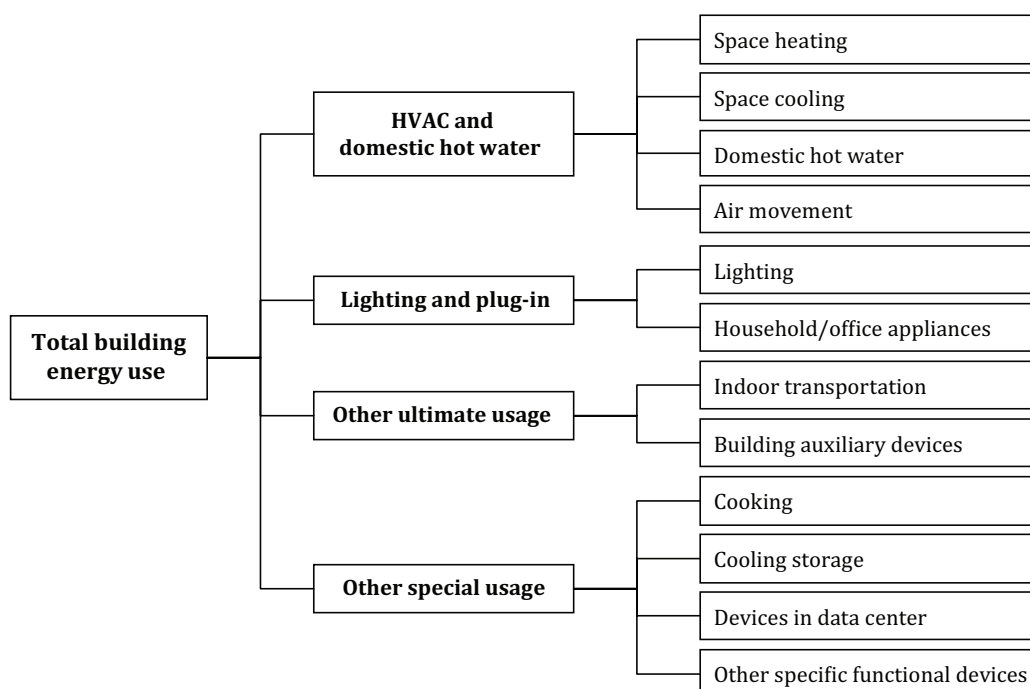 Total building
energy use
HVAC and
domestic hot water
Space heating
Space cooling
Domestic hot water
Air movement
Lighting and plug-in
Lighting
Household/office appliances
Other ultimate usage
Indoor transportation
Building auxiliary devices
Other special usage
Cooking
Cooling storage
Devices in data center
Other specific functional devices